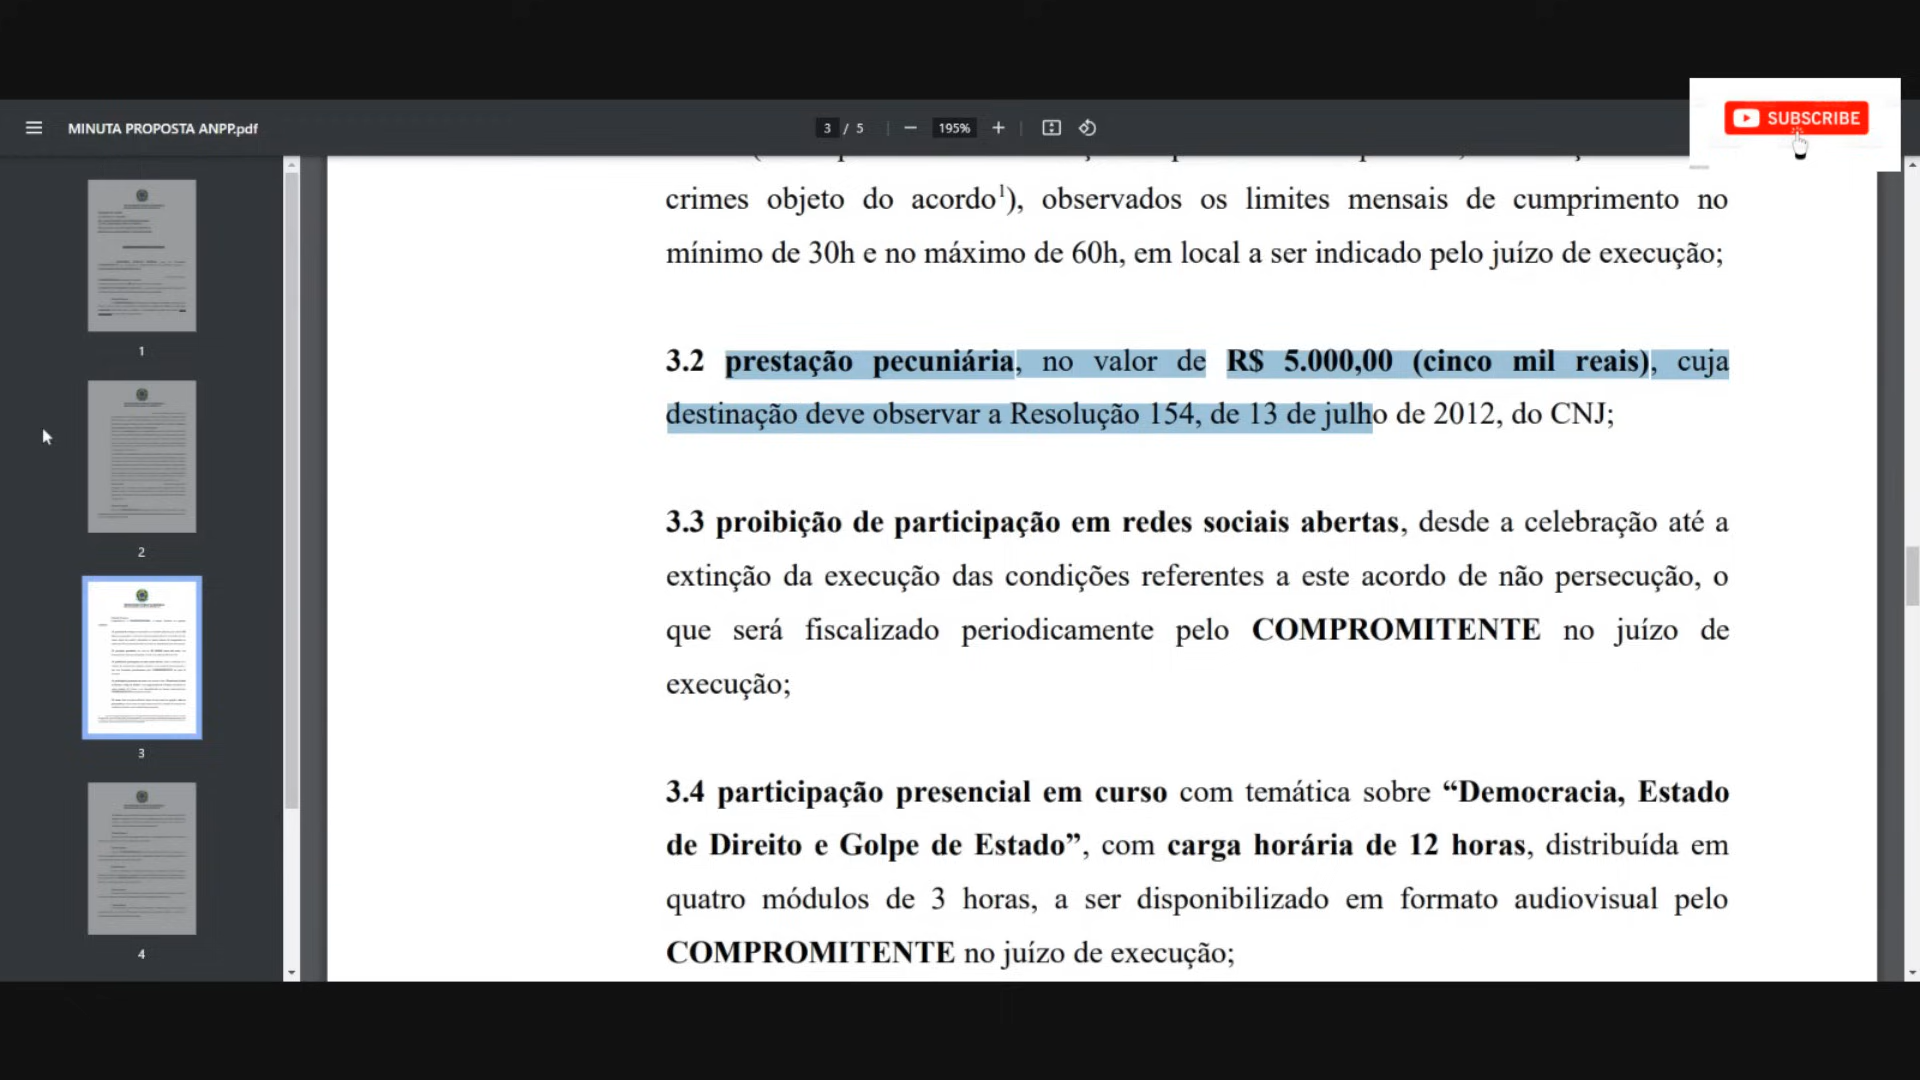 MINUTA PROPOSTA ANPP.pdf
3 / 5
195%
SUBSCRIBE
1
2
3
4
crimes objeto do acordo¹), observados os limites mensais de cumprimento no
mínimo de 30h e no máximo de 60h, em local a ser indicado pelo juízo de execução;
3.2 prestação pecuniária, no valor de R$ 5.000,00 (cinco mil reais), cuja
destinação deve observar a Resolução 154, de 13 de julho de 2012, do CNJ;
3.3 proibição de participação em redes sociais abertas, desde a celebração até a
extinção da execução das condições referentes a este acordo de não persecução, o
que será fiscalizado periodicamente pelo COMPROMITENTE no juízo de
execução;
3.4 participação presencial em curso com temática sobre “Democracia, Estado
de Direito e Golpe de Estado”, com carga horária de 12 horas, distribuída em
quatro módulos de 3 horas, a ser disponibilizado em formato audiovisual pelo
COMPROMITENTE no juízo de execução;